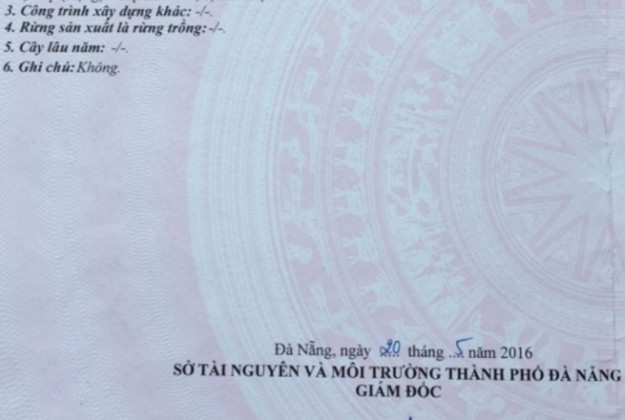 3. Công trình xây dựng khác: -/-.
4. Rừng sản xuất là rừng trồng: -/-.
5. Cây lâu năm: -/-.
6. Ghi chú: Không.
Đà Nẵng, ngày 20 tháng 5 năm 2016
SỞ TÀI NGUYÊN VÀ MÔI TRƯỜNG THÀNH PHỐ ĐÀ NẴNG
GIÁM ĐỐC